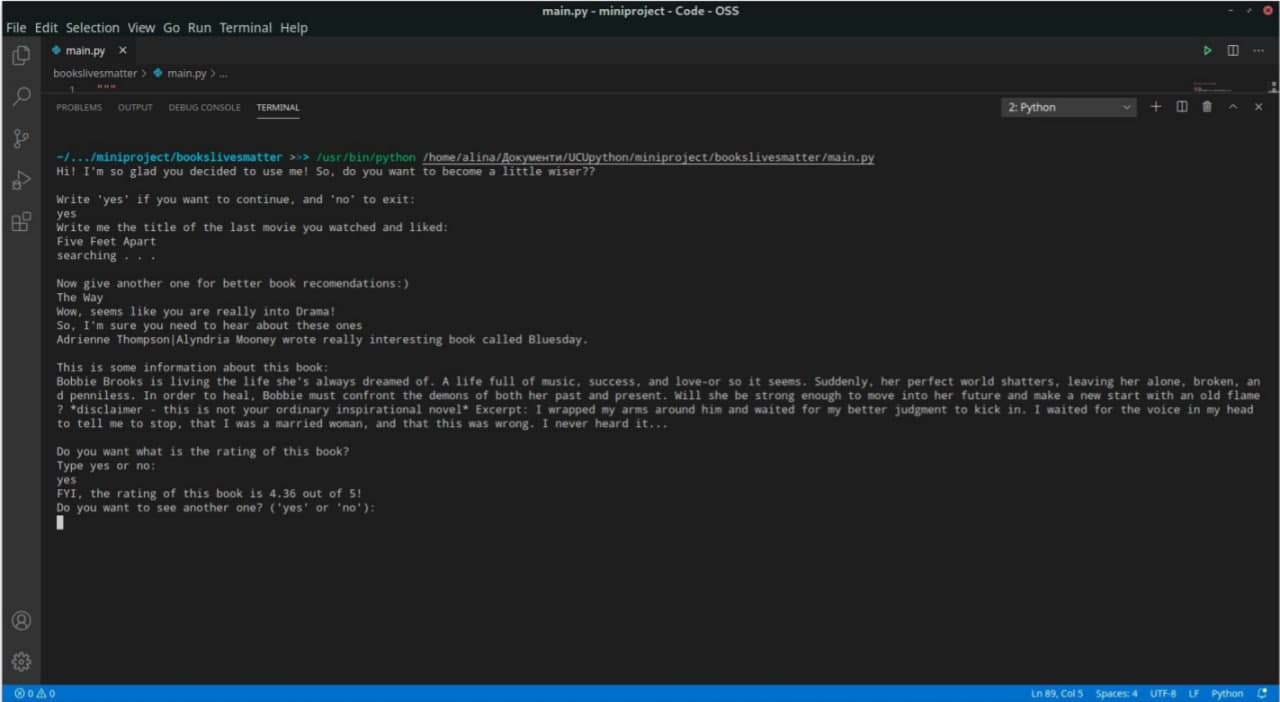 main.py - miniproject - Code - OSS
File Edit Selection View Go Run Terminal Help
main.py ×
bookslivesmatter > main.py > ...
1 """
PROBLEMS OUTPUT DEBUG CONSOLE TERMINAL
2: Python
~/.../miniproject/bookslivesmatter >>> /usr/bin/python /home/alina/Документи/UCUpython/miniproject/bookslivesmatter/main.py
Hi! I'm so glad you decided to use me! So, do you want to become a little wiser??
Write 'yes' if you want to continue, and 'no' to exit:
yes
Write me the title of the last movie you watched and liked:
Five Feet Apart
searching . . .
Now give another one for better book recomendations:)
The Way
Wow, seems like you are really into Drama!
So, I'm sure you need to hear about these ones
Adrienne Thompson|Alyndria Mooney wrote really interesting book called Bluesday.
This is some information about this book:
Bobbie Brooks is living the life she's always dreamed of. A life full of music, success, and love-or so it seems. Suddenly, her perfect world shatters, leaving her alone, broken, an
d penniless. In order to heal, Bobbie must confront the demons of both her past and present. Will she be strong enough to move into her future and make a new start with an old flame
? *disclaimer - this is not your ordinary inspirational novel* Excerpt: I wrapped my arms around him and waited for my better judgment to kick in. I waited for the voice in my head
to tell me to stop, that I was a married woman, and that this was wrong. I never heard it...
Do you want what is the rating of this book?
Type yes or no:
yes
FYI, the rating of this book is 4.36 out of 5!
Do you want to see another one? ('yes' or 'no'):
0 0 Ln 89, Col 5 Spaces: 4 UTF-8 LF Python